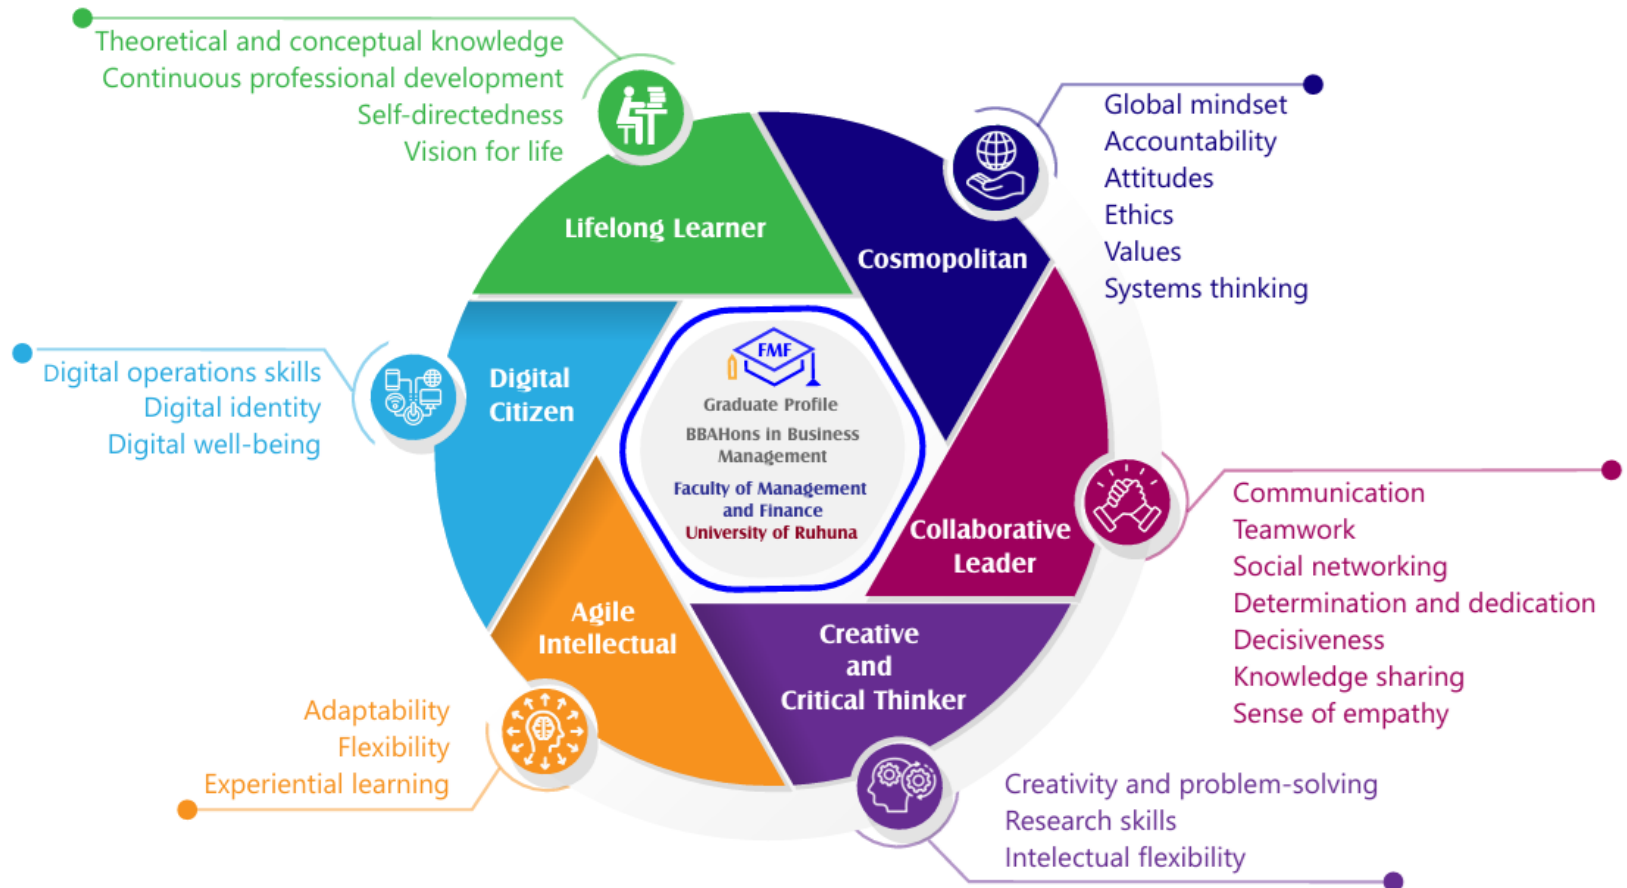 Theoretical and conceptual knowledge
Continuous professional development
Self-directedness
Vision for life
Lifelong Learner
Global mindset
Accountability
Attitudes
Ethics
Values
Systems thinking
Cosmopolitan
Digital operations skills
Digital identity
Digital well-being
Digital
Citizen
FMF
Graduate Profile
BBAHons in Business
Management
Faculty of Management
and Finance
University of Ruhuna
Collaborative
Leader
Communication
Teamwork
Social networking
Determination and dedication
Decisiveness
Knowledge sharing
Sense of empathy
Agile
Intellectual
Adaptability
Flexibility
Experiential learning
Creative
and
Critical Thinker
Creativity and problem-solving
Research skills
Intelectual flexibility